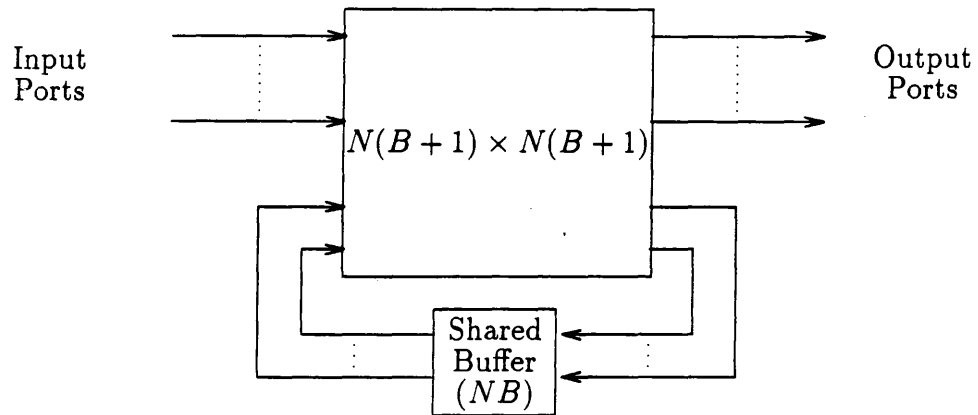 Input
Ports
Output
Ports
N(B + 1) × N(B + 1)
Shared
Buffer
(NB)